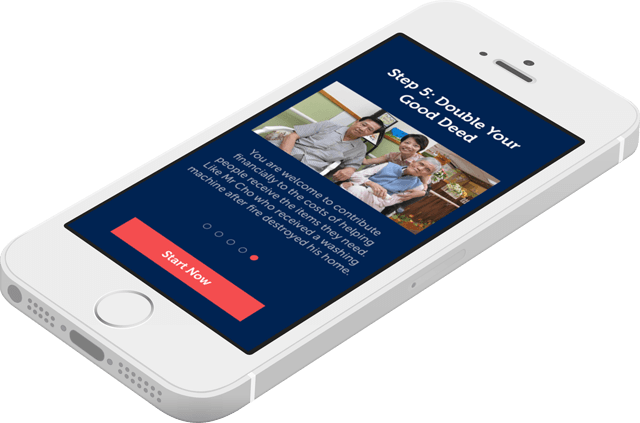 Step 5: Double Your
Good Deed
You are welcome to contribute
financially to the costs of helping
people receive the items they need.
Like Mr Cho who received a washing
machine after fire destroyed his home.
Start Now